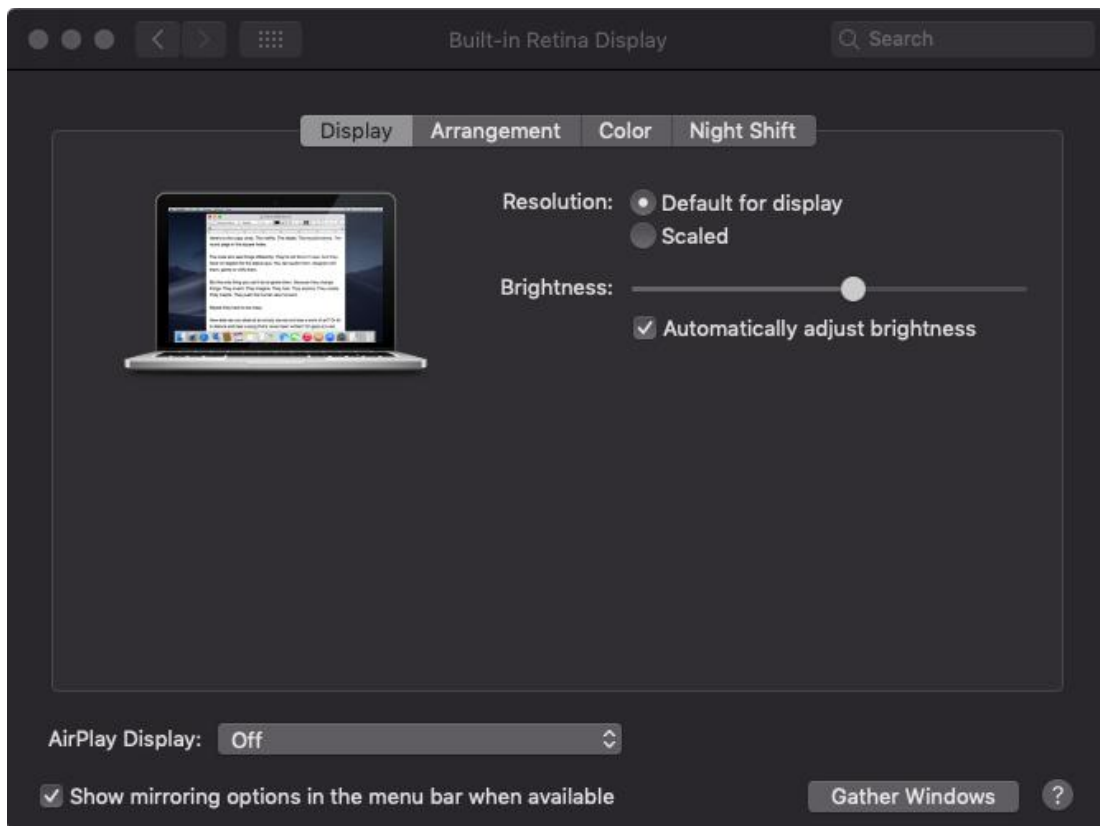 Built-in Retina Display
Search
Display Arrangement Color Night Shift
Resolution: Default for display
Scaled
Brightness:
Automatically adjust brightness
AirPlay Display: Off
Show mirroring options in the menu bar when available
Gather Windows ?